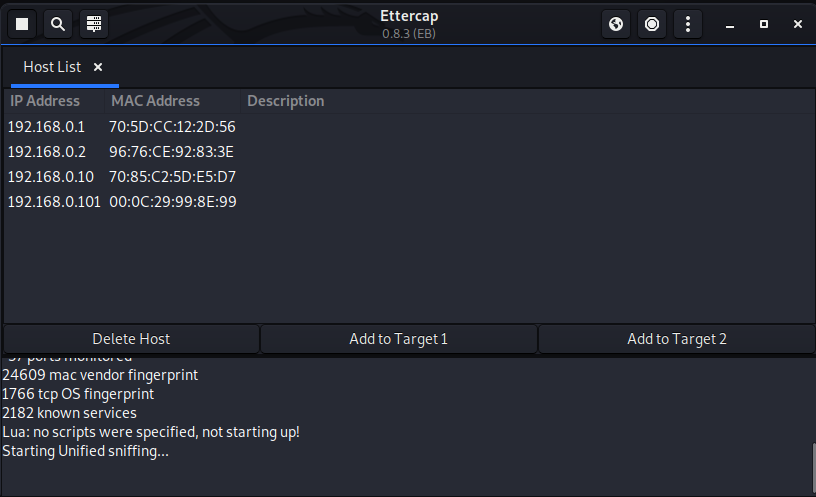 Ettercap
0.8.3 (EB)
Host List
IP Address MAC Address Description
192.168.0.1 70:5D:CC:12:2D:56
192.168.0.2 96:76:CE:92:83:3E
192.168.0.10 70:85:C2:5D:E5:D7
192.168.0.101 00:0C:29:99:8E:99
Delete Host Add to Target 1 Add to Target 2
ports monitored
24609 mac vendor fingerprint
1766 tcp OS fingerprint
2182 known services
Lua: no scripts were specified, not starting up!
Starting Unified sniffing...